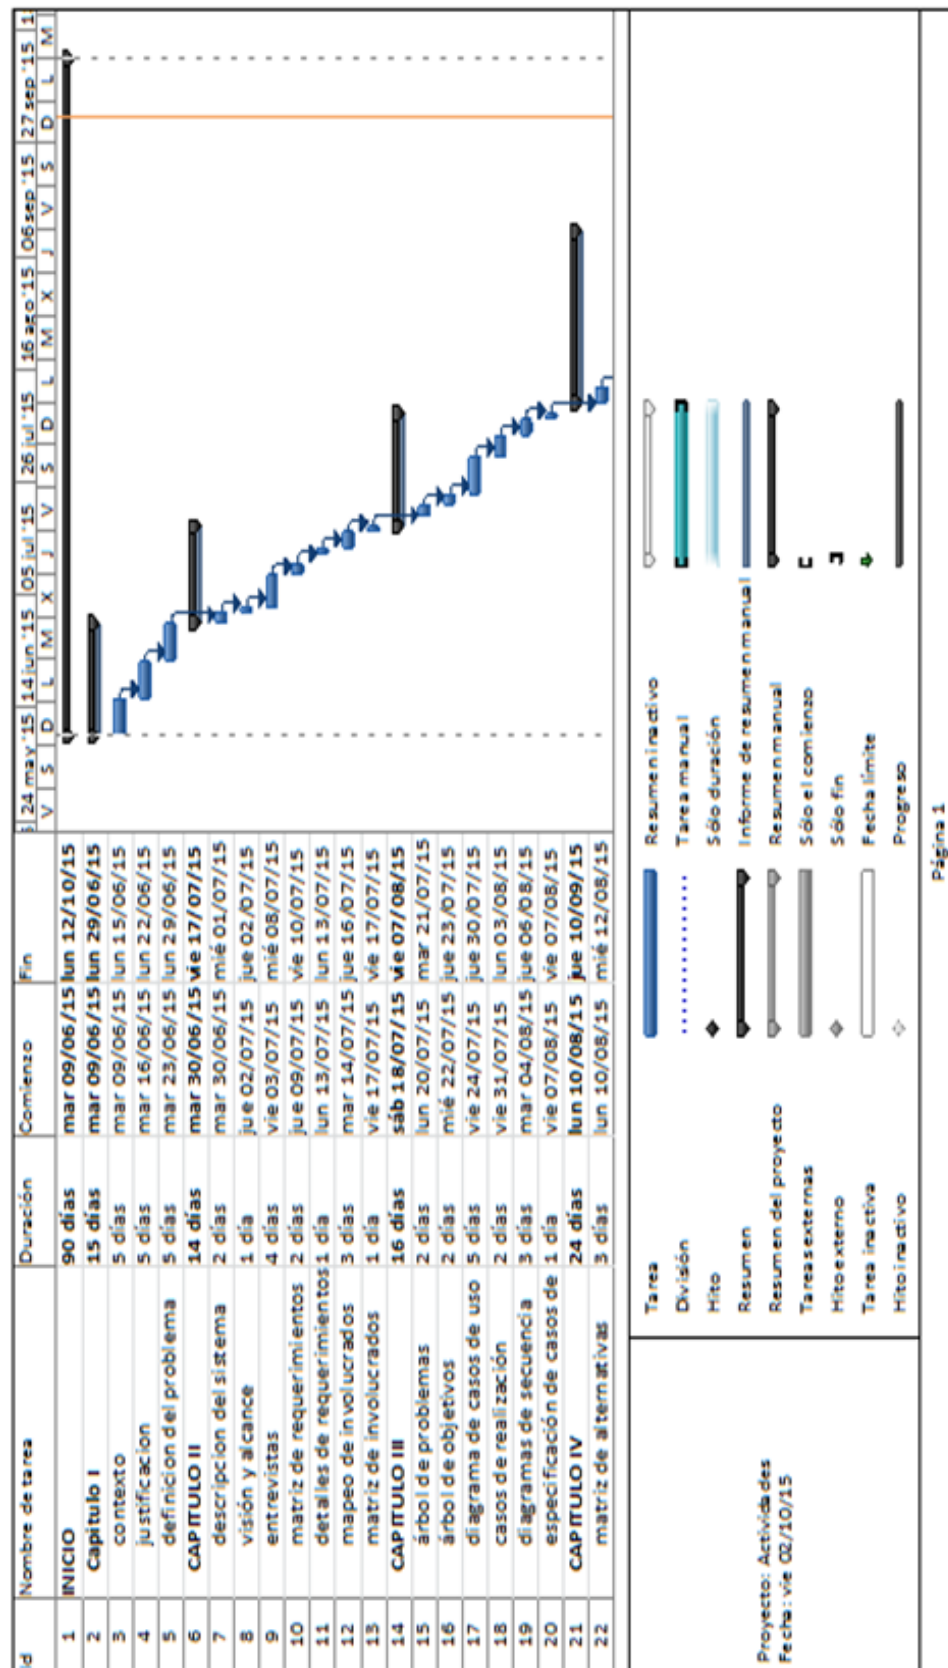 id Nombre de tarea Duración Comienzo Fin
24 may '15 14 jun '15 05 jul '15 26 jul '15 16 ago '15 06 sep '15 27 sep '15
V S D L M X J V S D L M X J V S D L M
1 INICIO 90 días mar 09/06/15 lun 12/10/15
2 Capitulo I 15 días mar 09/06/15 lun 29/06/15
3 contexto 5 días mar 09/06/15 lun 15/06/15
4 justificacion 5 días mar 16/06/15 lun 22/06/15
5 definicion del problema 5 días mar 23/06/15 lun 29/06/15
6 CAPITULO II 14 días mar 30/06/15 vie 17/07/15
7 descripcion del sistema 2 días mar 30/06/15 mié 01/07/15
8 visión y alcance 1 día jue 02/07/15 jue 02/07/15
9 entrevistas 4 días vie 03/07/15 mié 08/07/15
10 matriz de requerimientos 2 días jue 09/07/15 vie 10/07/15
11 detalles de requerimientos 1 día lun 13/07/15 lun 13/07/15
12 mapeo de involucrados 3 días mar 14/07/15 jue 16/07/15
13 matriz de involucrados 1 día vie 17/07/15 vie 17/07/15
14 CAPITULO III 16 días sáb 18/07/15 vie 07/08/15
15 árbol de problemas 2 días lun 20/07/15 mar 21/07/15
16 árbol de objetivos 2 días mié 22/07/15 jue 23/07/15
17 diagrama de casos de uso 5 días vie 24/07/15 jue 30/07/15
18 casos de realización 2 días vie 31/07/15 lun 03/08/15
19 diagramas de secuencia 3 días mar 04/08/15 jue 06/08/15
20 especificación de casos de 1 día vie 07/08/15 vie 07/08/15
21 CAPITULO IV 24 días lun 10/08/15 jue 10/09/15
22 matriz de alternativas 3 días lun 10/08/15 mié 12/08/15
Proyecto: Actividades
Fecha: vie 02/10/15
Tarea
División
Hito
Resumen
Resumen del proyecto
Tareas externas
Hito externo
Tarea inactiva
Hito inactivo
Resumen inactivo
Tarea manual
Sólo duración
Informe de resumen manual
Resumen manual
Sólo el comienzo
Sólo fin
Fecha límite
Progreso
Página 1